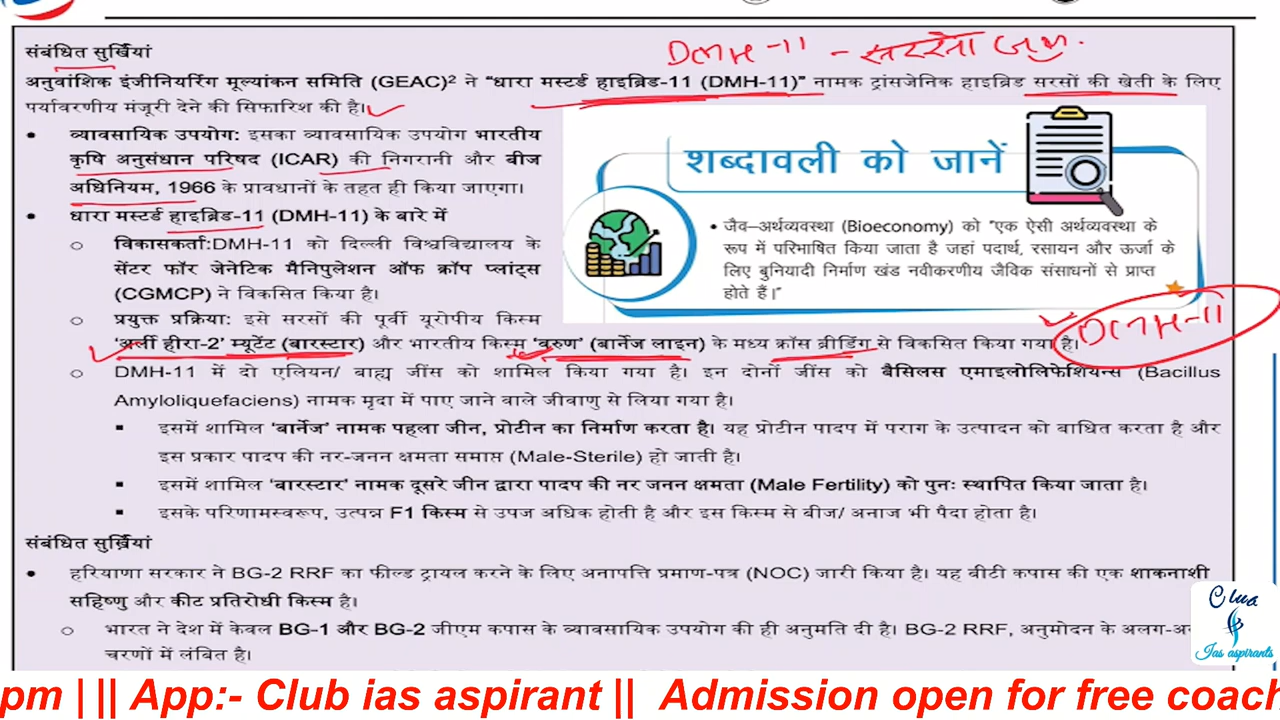 DMH-11 - सरसों
संबंधित सुर्ख़ियां
अनुवांशिक इंजीनियरिंग मूल्यांकन समिति (GEAC)2 ने “धारा मस्टर्ड हाइब्रिड-11 (DMH-11)” नामक ट्रांसजेनिक हाइब्रिड सरसों की खेती के लिए
पर्यावरणीय मंजूरी देने की सिफारिश की है।
• व्यावसायिक उपयोग: इसका व्यावसायिक उपयोग भारतीय
कृषि अनुसंधान परिषद (ICAR) की निगरानी और बीज
अधिनियम, 1966 के प्रावधानों के तहत ही किया जाएगा।
• धारा मस्टर्ड हाइब्रिड-11 (DMH-11) के बारे में
○ विकासकर्ता:DMH-11 को दिल्ली विश्वविद्यालय के
सेंटर फॉर जेनेटिक मैनिपुलेशन ऑफ क्रॉप प्लांट्स
(CGMCP) ने विकसित किया है।
○ प्रयुक्त प्रक्रिया: इसे सरसों की पूर्वी यूरोपीय किस्म
‘अर्ली हीरा-2’ म्यूटेंट (बारस्टार) और भारतीय किस्म ‘वरुण’ (बार्नेज लाइन) के मध्य क्रॉस ब्रीडिंग से विकसित किया गया है।
शब्दावली को जानें
• जैव–अर्थव्यवस्था (Bioeconomy) को “एक ऐसी अर्थव्यवस्था के
रूप में परिभाषित किया जाता है जहां पदार्थ, रसायन और ऊर्जा के
लिए बुनियादी निर्माण खंड नवीकरणीय जैविक संसाधनों से प्राप्त
होते हैं।”
DMH-11
○ DMH-11 में दो एलियन/ बाह्य जींस को शामिल किया गया है। इन दोनों जींस को बैसिलस एमाइलोलिफेशियन्स (Bacillus
Amyloliquefaciens) नामक मृदा में पाए जाने वाले जीवाणु से लिया गया है।
▪ इसमें शामिल ‘बार्नेज’ नामक पहला जीन, प्रोटीन का निर्माण करता है। यह प्रोटीन पादप में पराग के उत्पादन को बाधित करता है और
इस प्रकार पादप की नर-जनन क्षमता समाप्त (Male-Sterile) हो जाती है।
▪ इसमें शामिल ‘बारस्टार’ नामक दूसरे जीन द्वारा पादप की नर जनन क्षमता (Male Fertility) को पुनः स्थापित किया जाता है।
▪ इसके परिणामस्वरूप, उत्पन्न F1 किस्म से उपज अधिक होती है और इस किस्म से बीज/ अनाज भी पैदा होता है।
संबंधित सुर्ख़ियां
• हरियाणा सरकार ने BG-2 RRF का फील्ड ट्रायल करने के लिए अनापत्ति प्रमाण-पत्र (NOC) जारी किया है। यह बीटी कपास की एक शाकनाशी
सहिष्णु और कीट प्रतिरोधी किस्म है।
○ भारत ने देश में केवल BG-1 और BG-2 जीएम कपास के व्यावसायिक उपयोग की ही अनुमति दी है। BG-2 RRF, अनुमोदन के अलग-अ
चरणों में लंबित है।
Club
Ias aspirants
pm | || App:- Club ias aspirant || Admission open for free coach